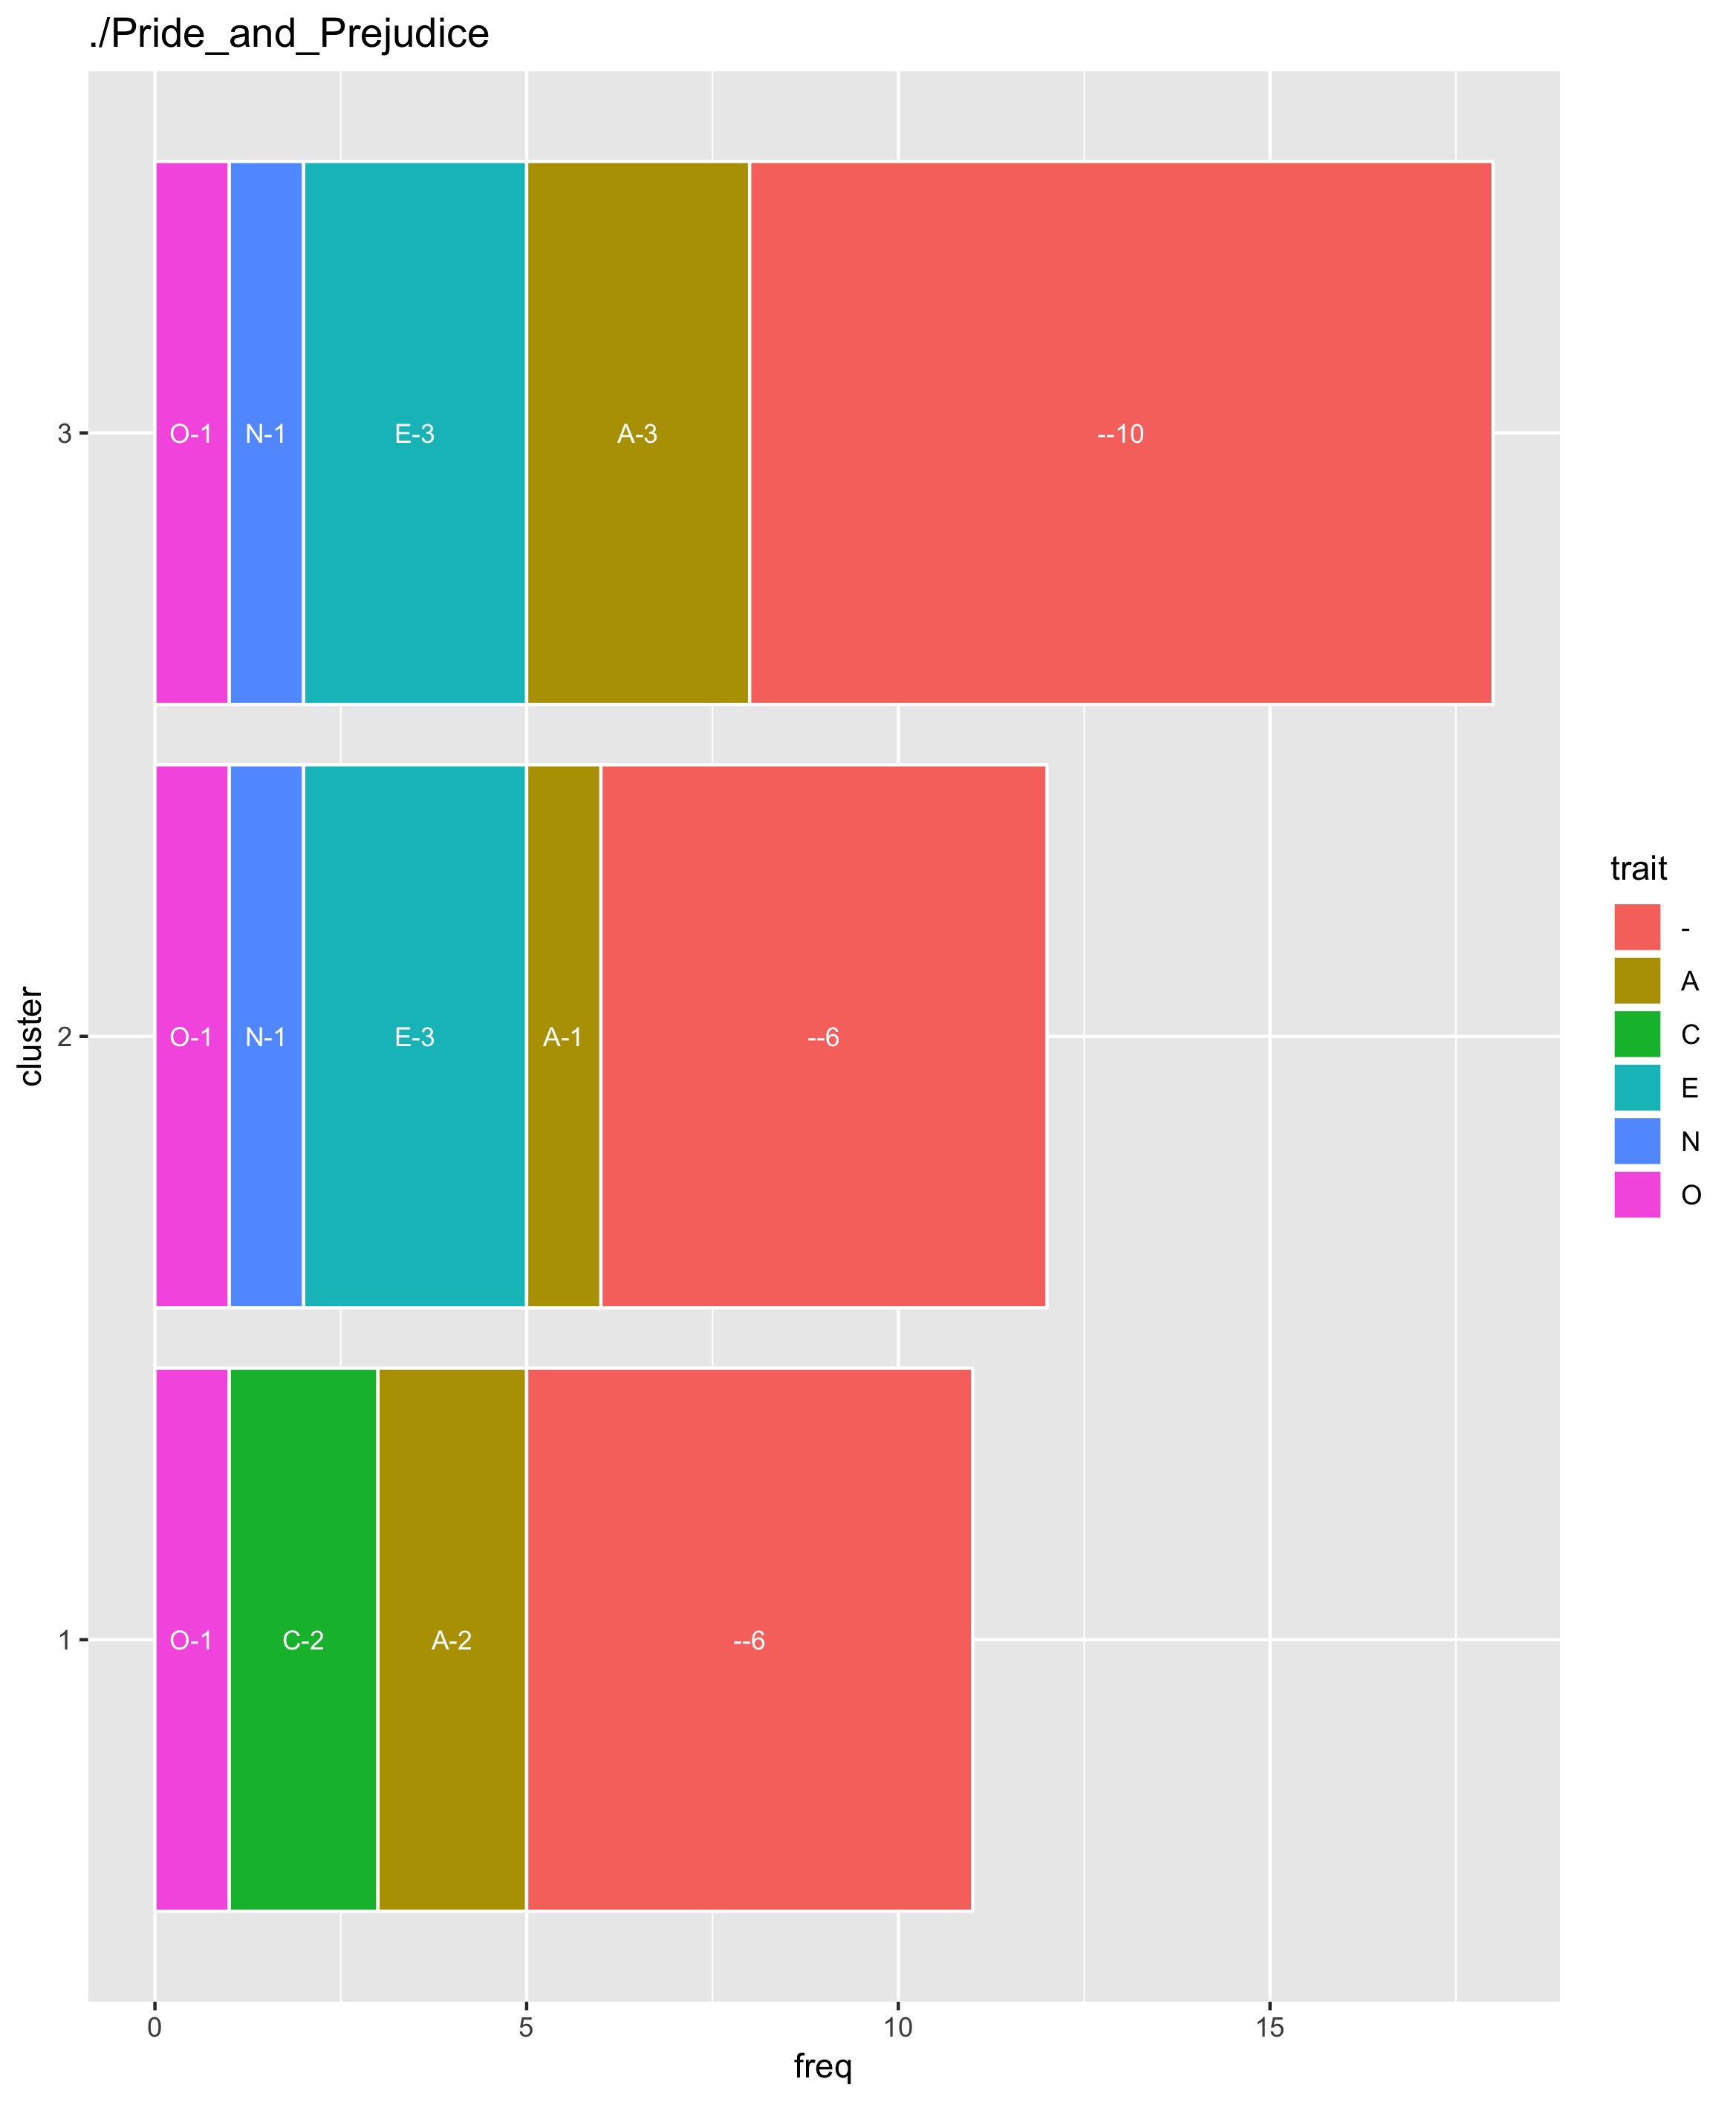 ./Pride_and_Prejudice
3
O-1 N-1 E-3 A-3 --10
2
O-1 N-1 E-3 A-1 --6
1
O-1 C-2 A-2 --6
cluster
0 5 10 15
freq
trait
-
A
C
E
N
O